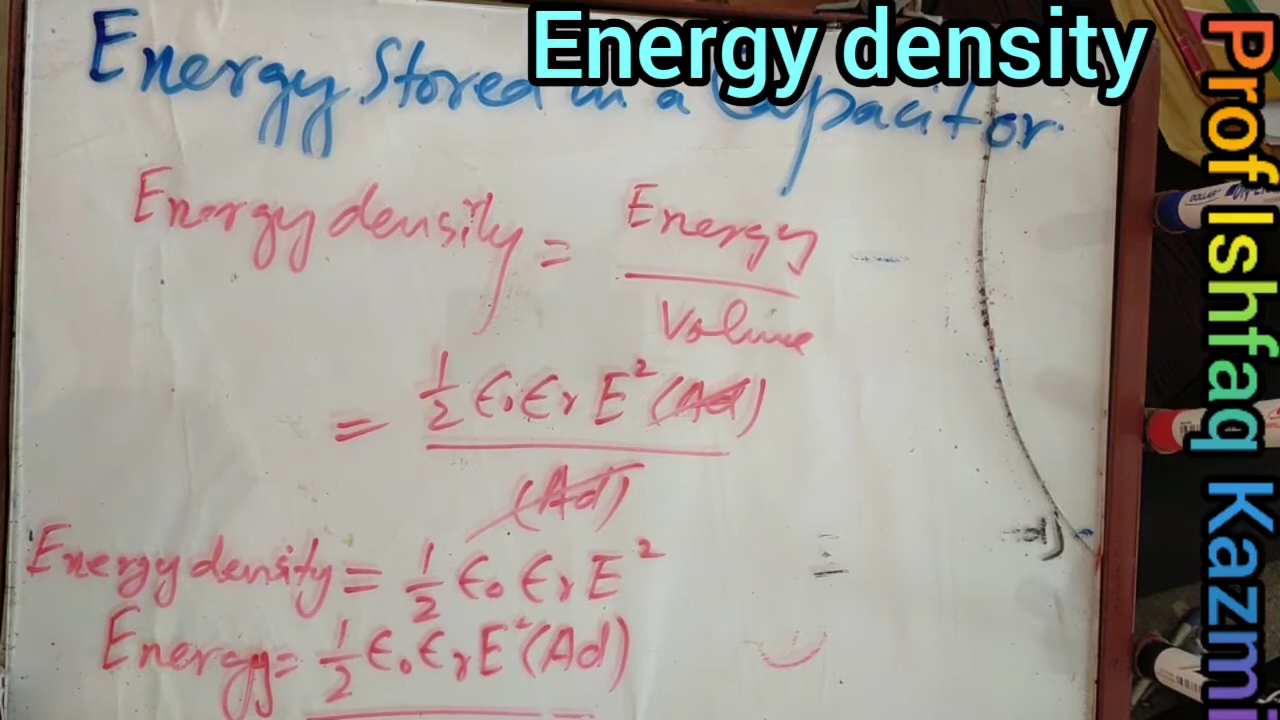 Energy density
Energy Stored in a Capacitor
Energy density = Energy
Volume
= 1/2 ϵ₀ ϵr E² (Ad)
(Ad)
Energy density = 1/2 ϵ₀ ϵr E²
Energy = 1/2 ϵ₀ ϵr E² (Ad)
Prof Ishfaq Kazmi
DOLLAR